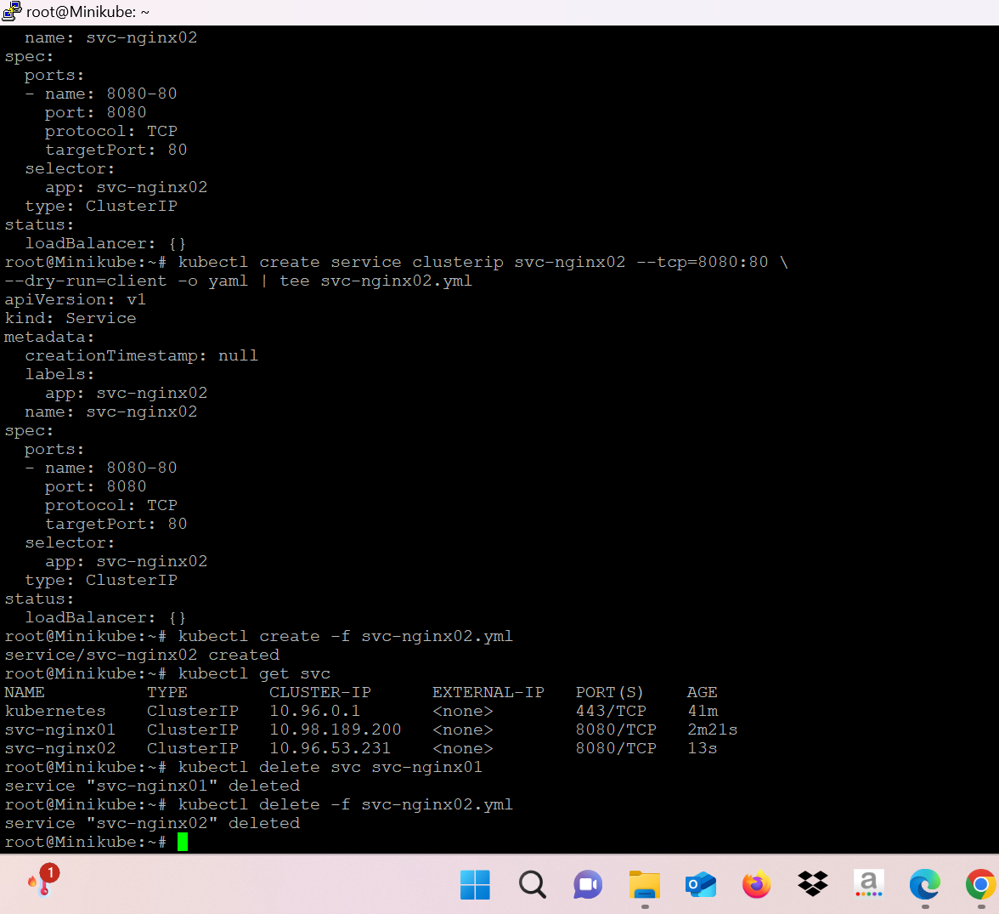 root@Minikube: ~
  name: svc-nginx02
spec:
  ports:
  - name: 8080-80
    port: 8080
    protocol: TCP
    targetPort: 80
  selector:
    app: svc-nginx02
  type: ClusterIP
status:
  loadBalancer: {}
root@Minikube:~# kubectl create service clusterip svc-nginx02 --tcp=8080:80 \
--dry-run=client -o yaml | tee svc-nginx02.yml
apiVersion: v1
kind: Service
metadata:
  creationTimestamp: null
  labels:
    app: svc-nginx02
  name: svc-nginx02
spec:
  ports:
  - name: 8080-80
    port: 8080
    protocol: TCP
    targetPort: 80
  selector:
    app: svc-nginx02
  type: ClusterIP
status:
  loadBalancer: {}
root@Minikube:~# kubectl create -f svc-nginx02.yml
service/svc-nginx02 created
root@Minikube:~# kubectl get svc
NAME          TYPE        CLUSTER-IP      EXTERNAL-IP   PORT(S)    AGE
kubernetes    ClusterIP   10.96.0.1       <none>        443/TCP    41m
svc-nginx01   ClusterIP   10.98.189.200   <none>        8080/TCP   2m21s
svc-nginx02   ClusterIP   10.96.53.231    <none>        8080/TCP   13s
root@Minikube:~# kubectl delete svc svc-nginx01
service "svc-nginx01" deleted
root@Minikube:~# kubectl delete -f svc-nginx02.yml
service "svc-nginx02" deleted
root@Minikube:~#
1
a